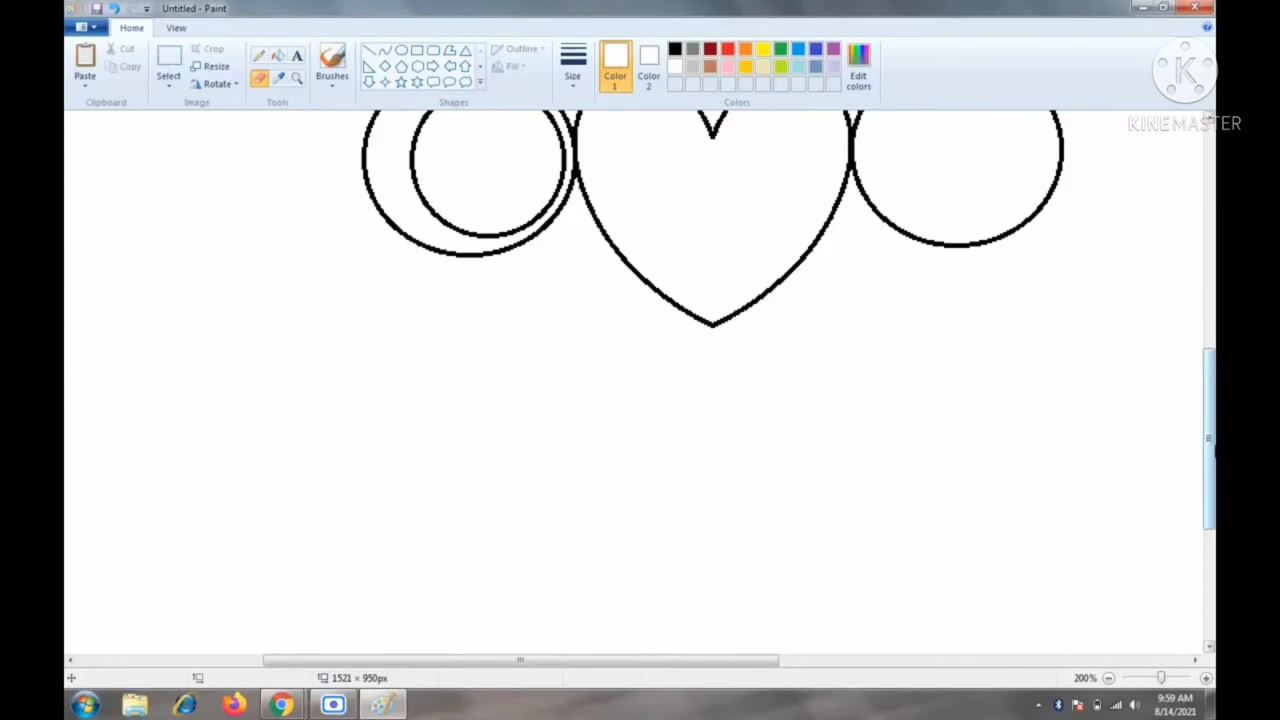 Untitled - Paint
Home View
Paste
Cut
Copy
Clipboard
Select
Crop
Resize
Rotate
Image
A
Tools
Brushes
Outline
Fill
Shapes
Size
Color 1
Color 2
Edit colors
Colors
K
KINEMASTER
1521 × 950px
200%
9:59 AM
8/14/2021